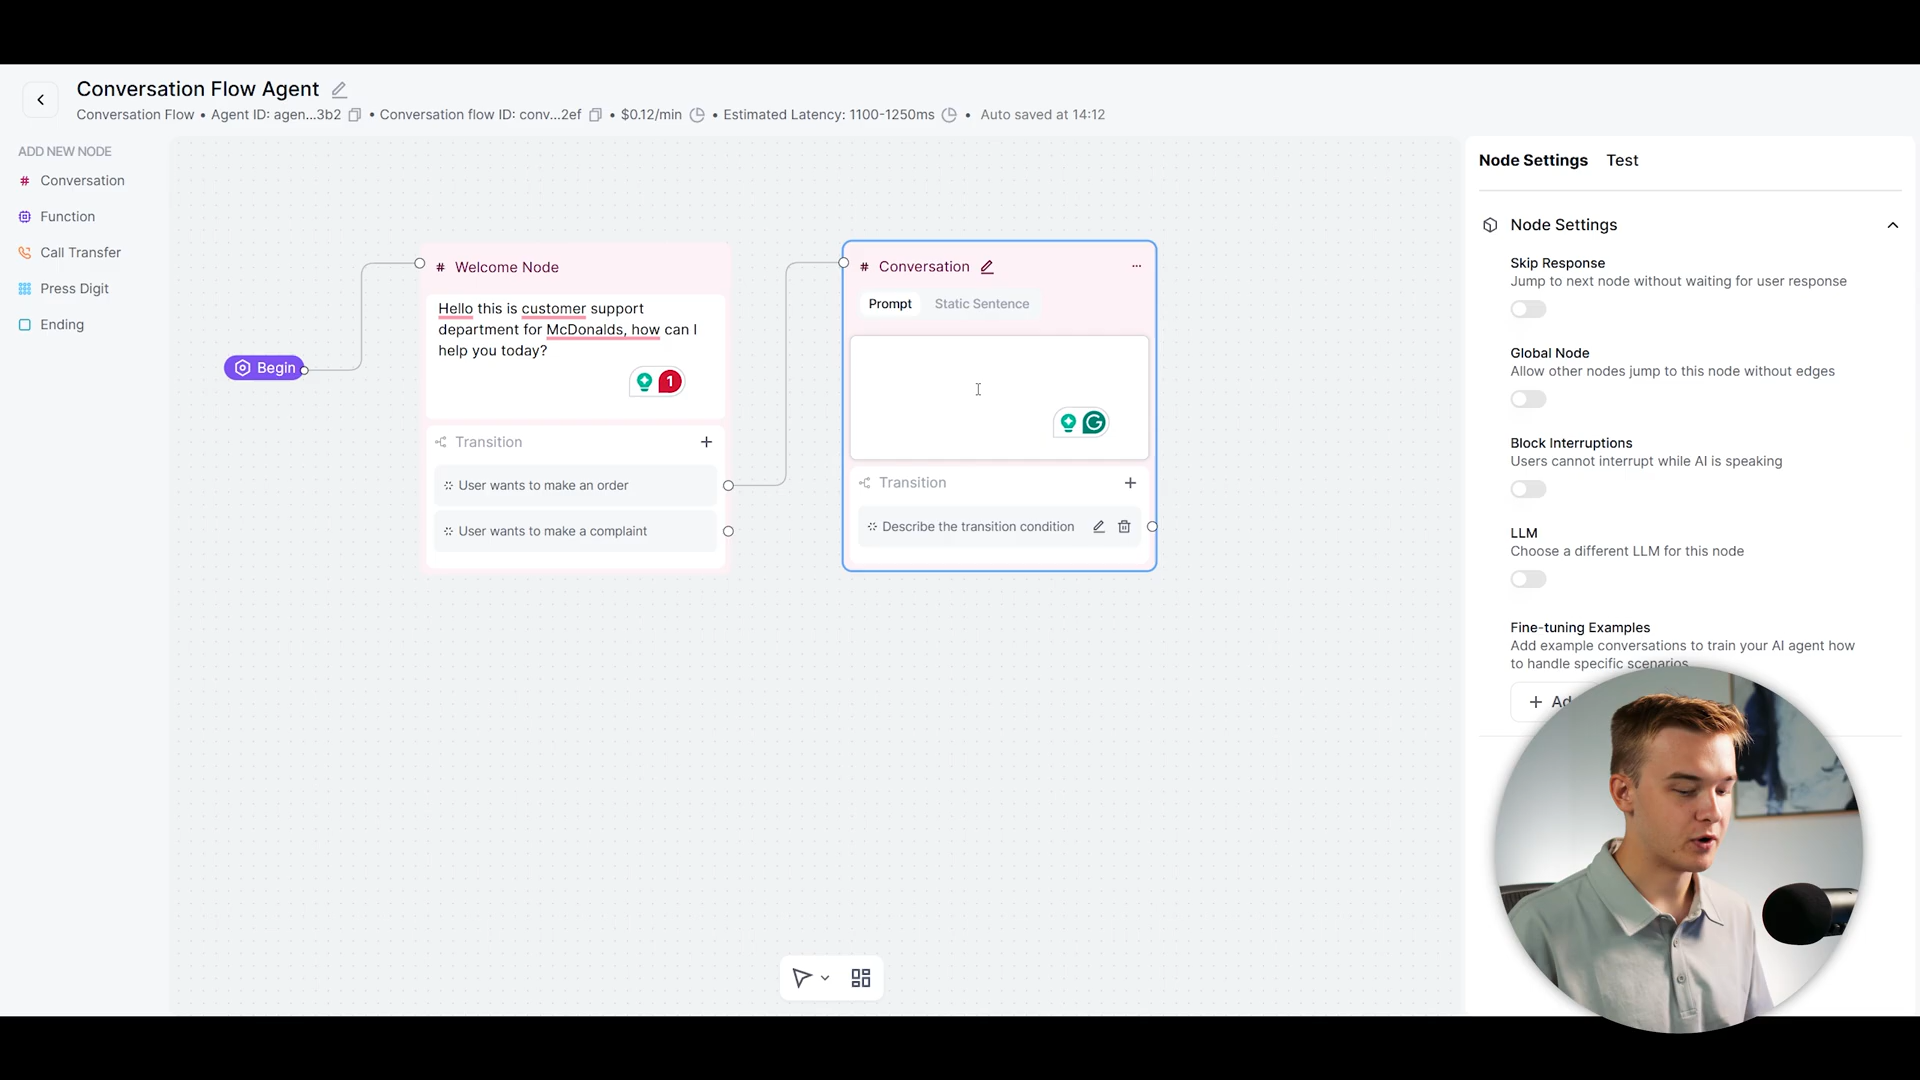 Conversation Flow Agent
Conversation Flow • Agent ID: agen...3b2 • Conversation flow ID: conv...2ef • $0.12/min • Estimated Latency: 1100-1250ms • Auto saved at 14:12
ADD NEW NODE
# Conversation
Function
Call Transfer
Press Digit
Ending
Begin
# Welcome Node
Hello this is customer support
department for McDonalds, how can I
help you today?
1
Transition +
User wants to make an order
User wants to make a complaint
# Conversation ...
Prompt Static Sentence
Transition +
Describe the transition condition
Node Settings Test
Node Settings
Skip Response
Jump to next node without waiting for user response
Global Node
Allow other nodes jump to this node without edges
Block Interruptions
Users cannot interrupt while AI is speaking
LLM
Choose a different LLM for this node
Fine-tuning Examples
Add example conversations to train your AI agent how
to handle specific scenarios
+